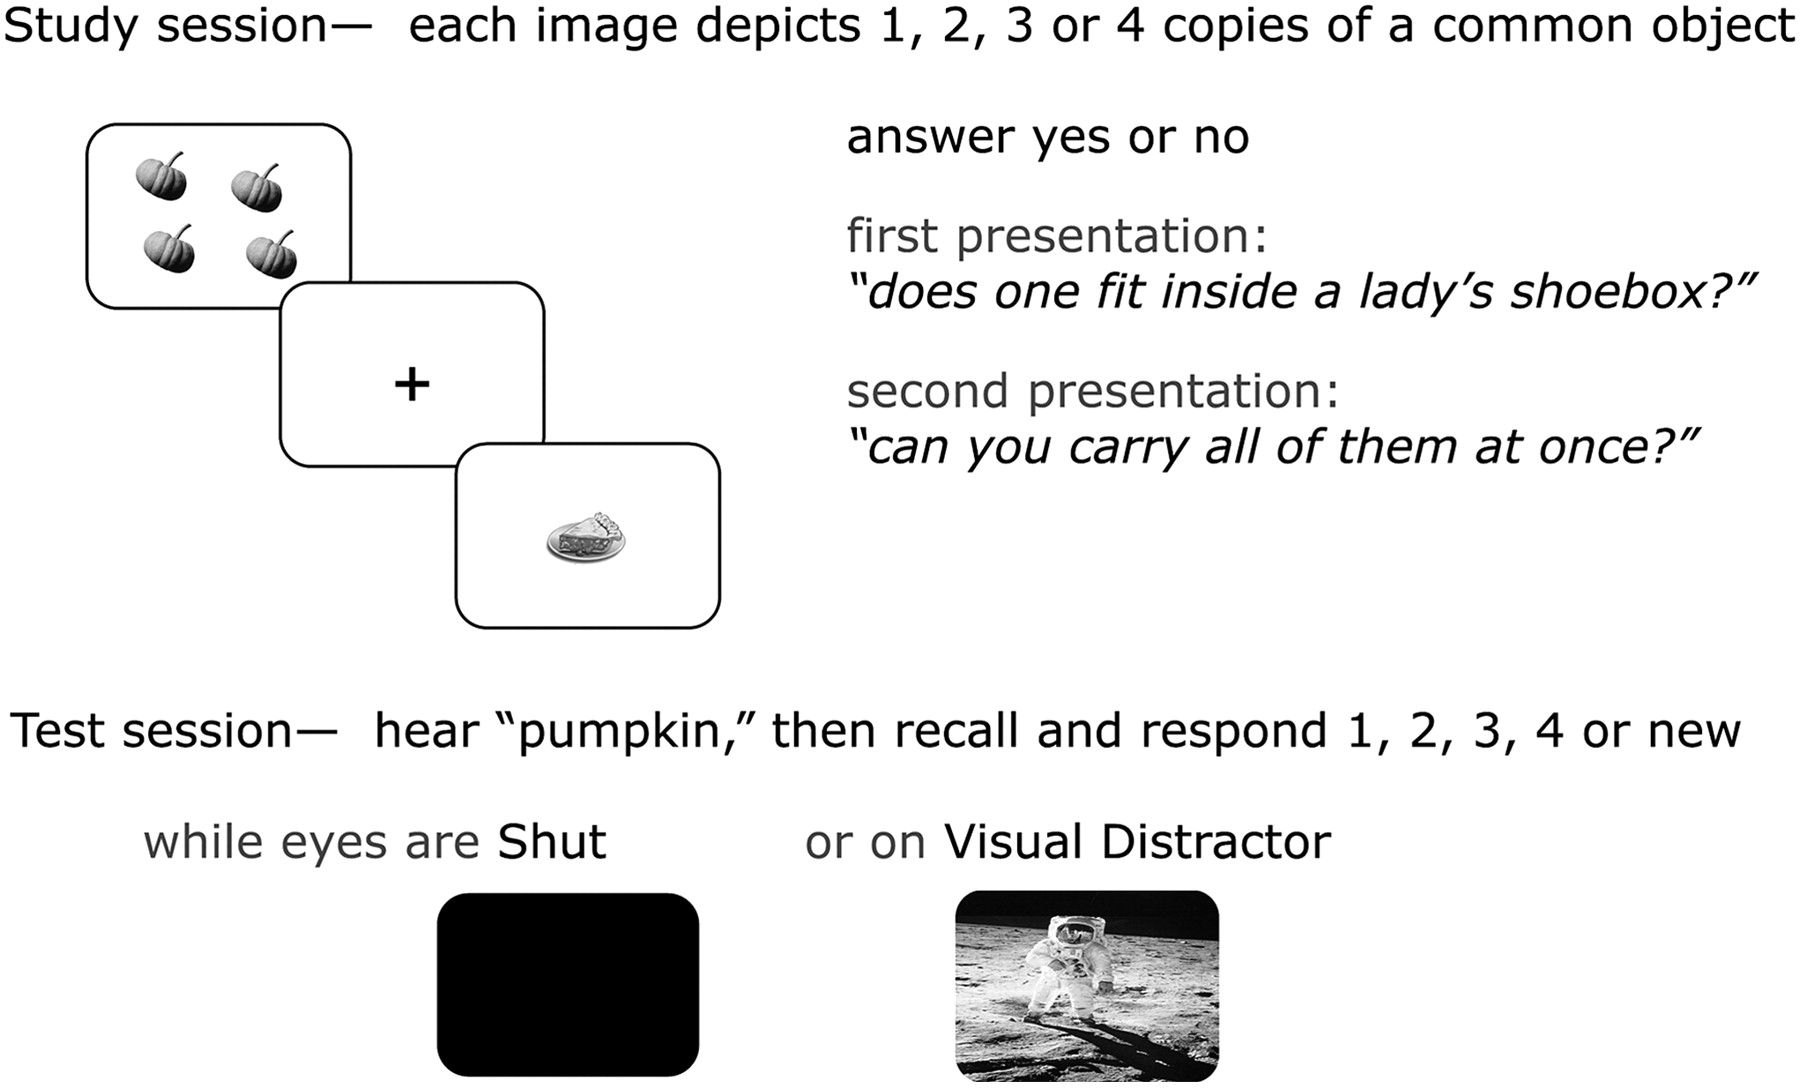 Study session— each image depicts 1, 2, 3 or 4 copies of a common object
answer yes or no
first presentation:
“does one fit inside a lady’s shoebox?”
second presentation:
“can you carry all of them at once?”
+
Test session— hear “pumpkin,” then recall and respond 1, 2, 3, 4 or new
while eyes are Shut or on Visual Distractor